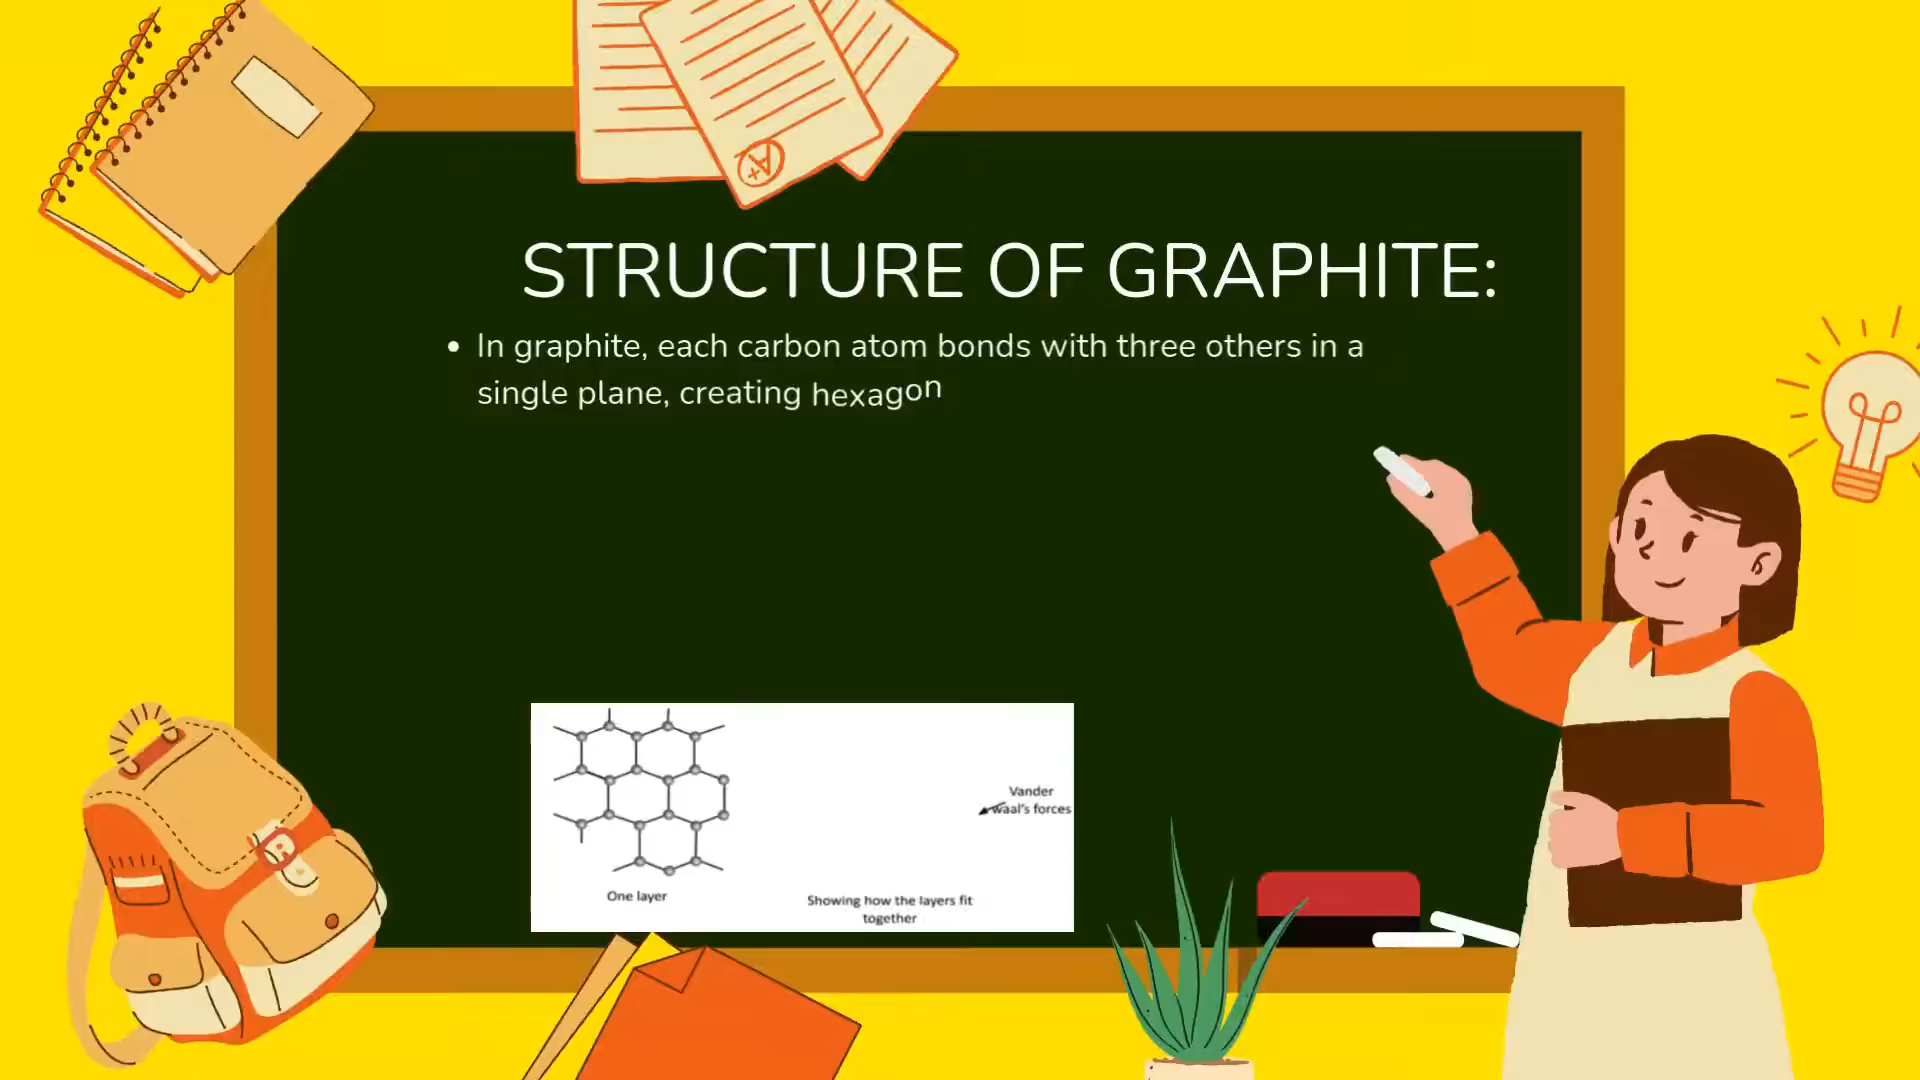 A+
STRUCTURE OF GRAPHITE:
• In graphite, each carbon atom bonds with three others in a
single plane, creating hexagon
Vander
waal's forces
One layer
Showing how the layers fit
together